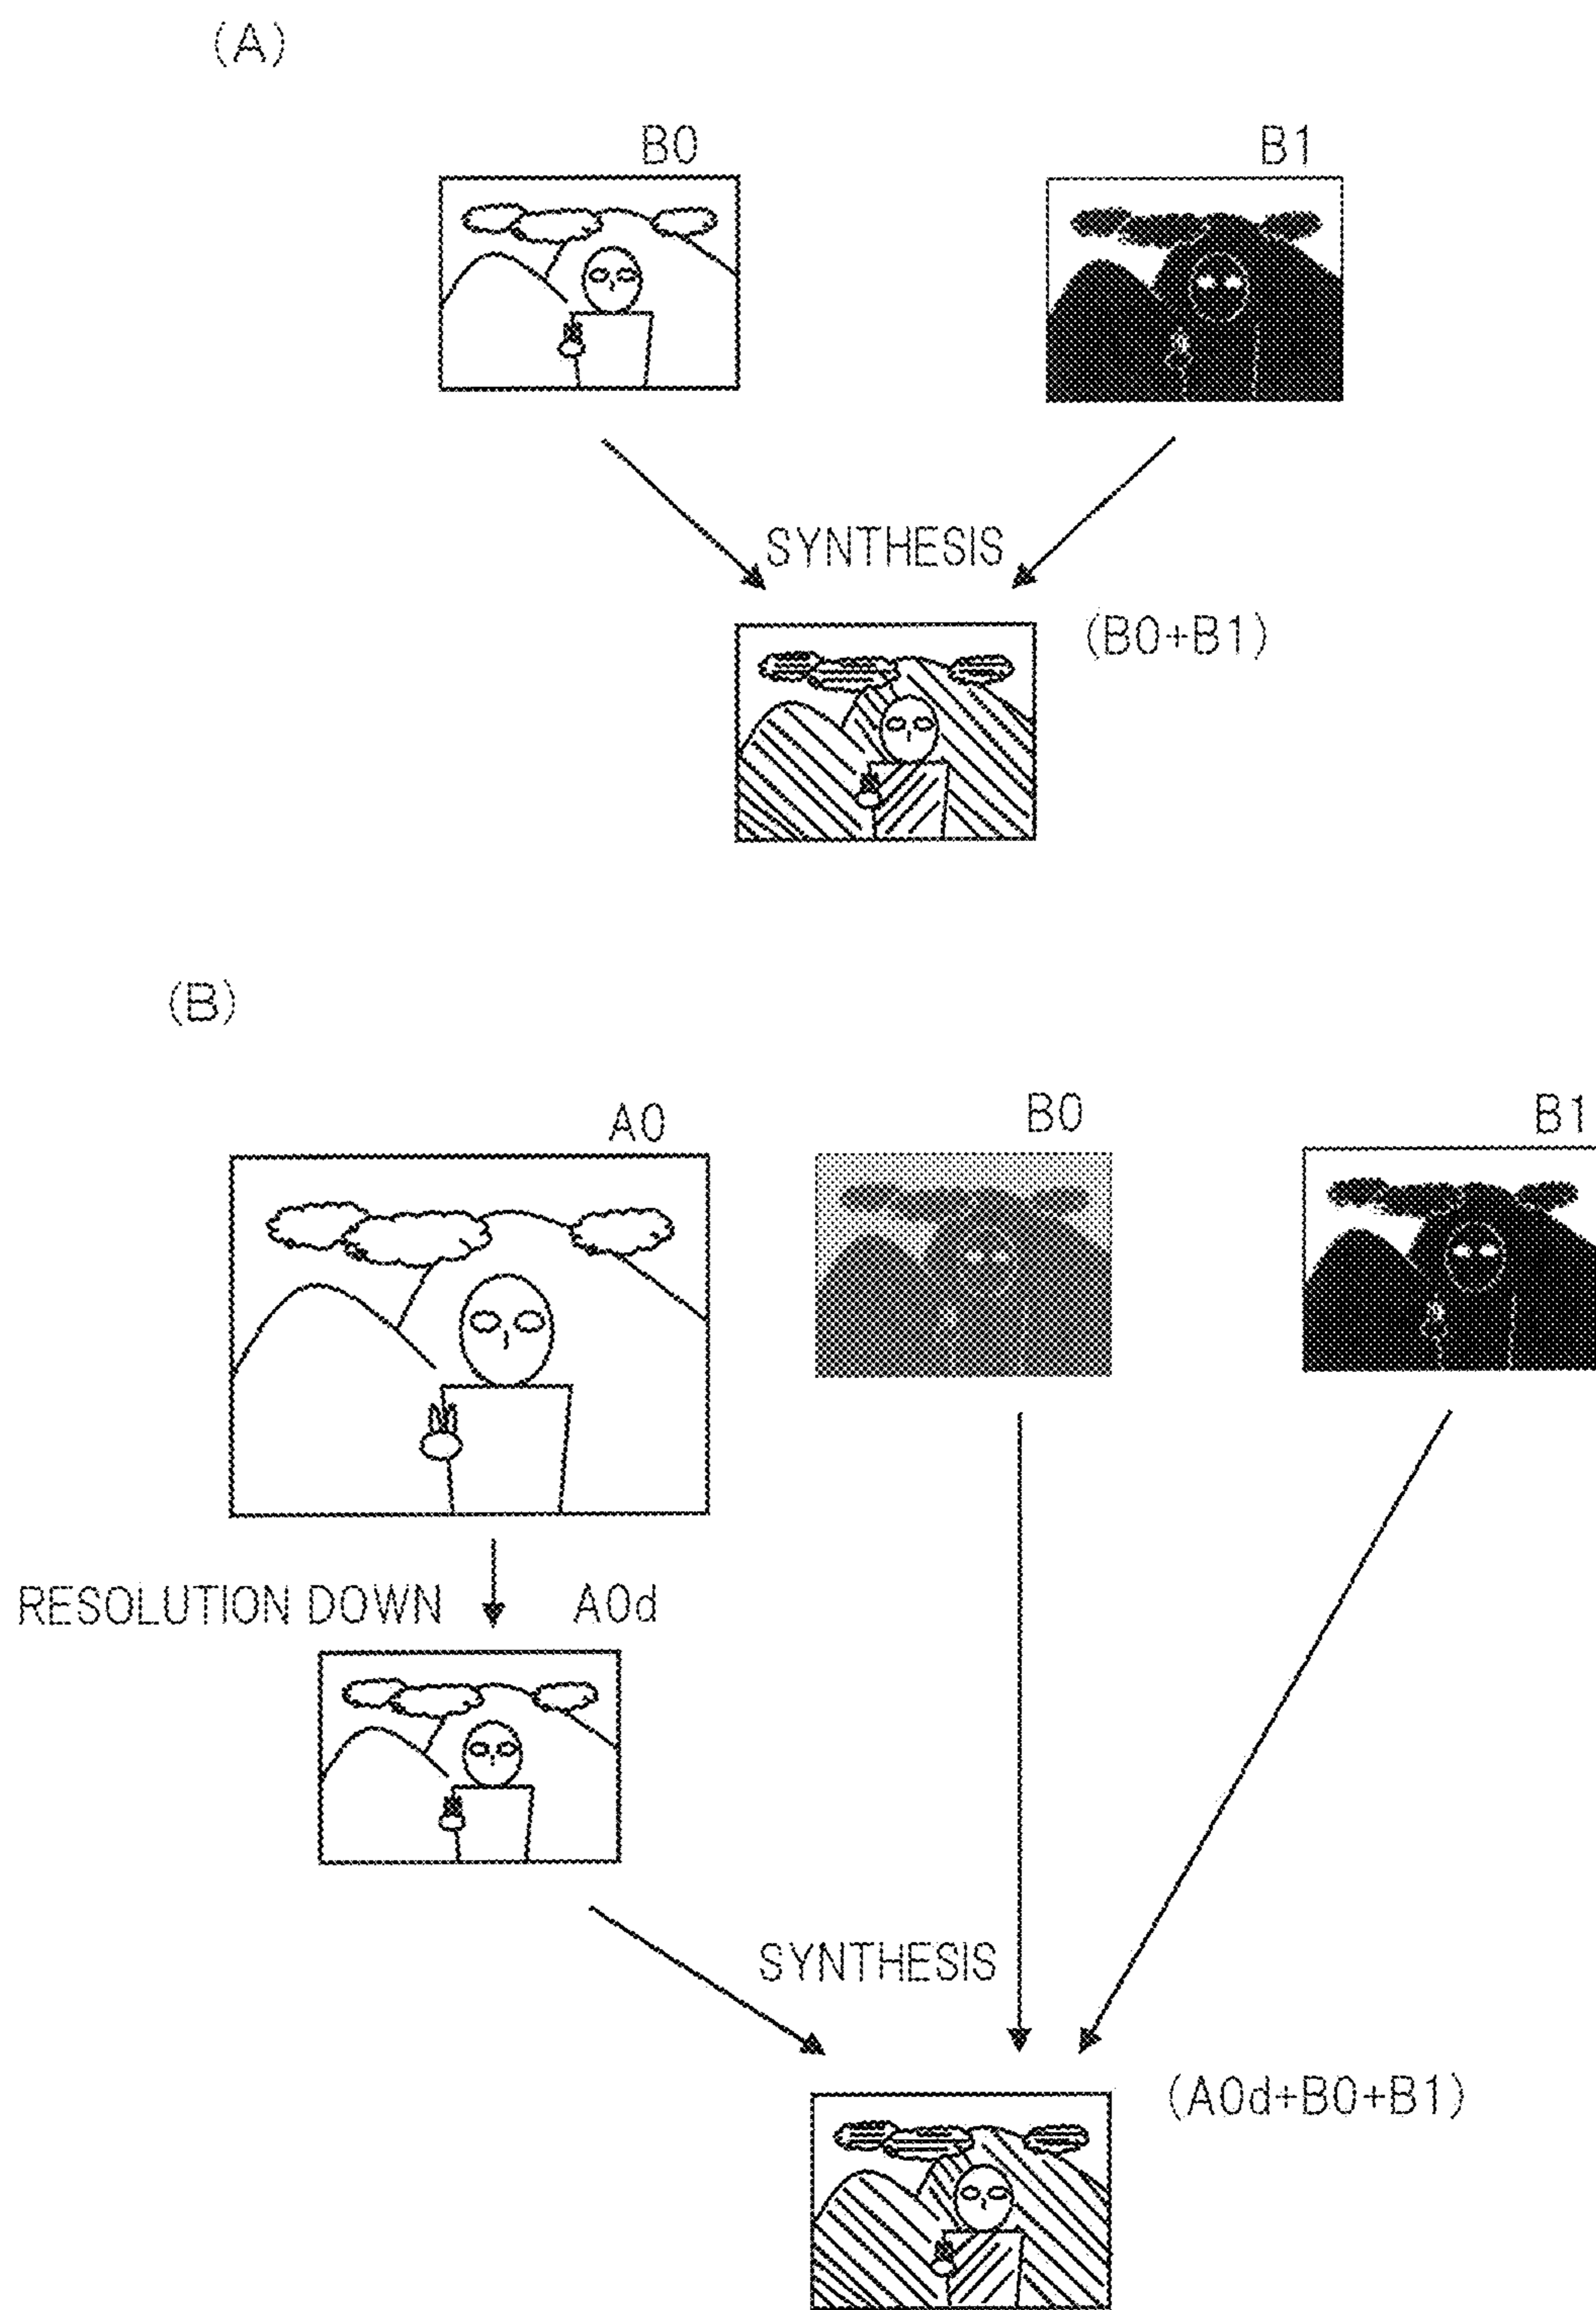 (A)
B0
B1
SYNTHESIS
(B0+B1)
(B)
A0
B0
B1
RESOLUTION DOWN
A0d
SYNTHESIS
(A0d+B0+B1)